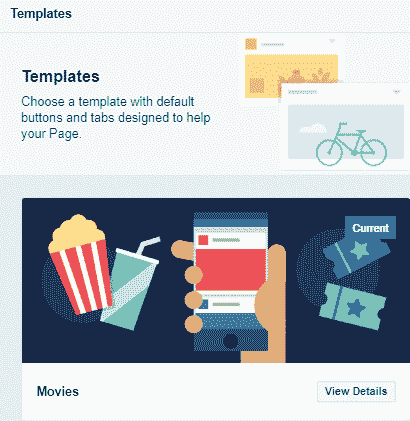 Templates
Templates
Choose a template with default
buttons and tabs designed to help
your Page.
Current
Movies
View Details